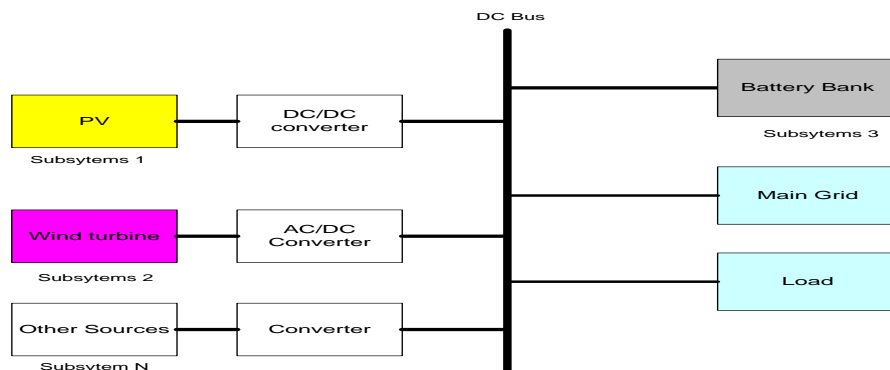 DC Bus
PV
DC/DC
converter
Subsytems 1
Wind turbine
AC/DC
Converter
Subsytems 2
Other Sources
Converter
Subsytem N
Battery Bank
Subsytems 3
Main Grid
Load